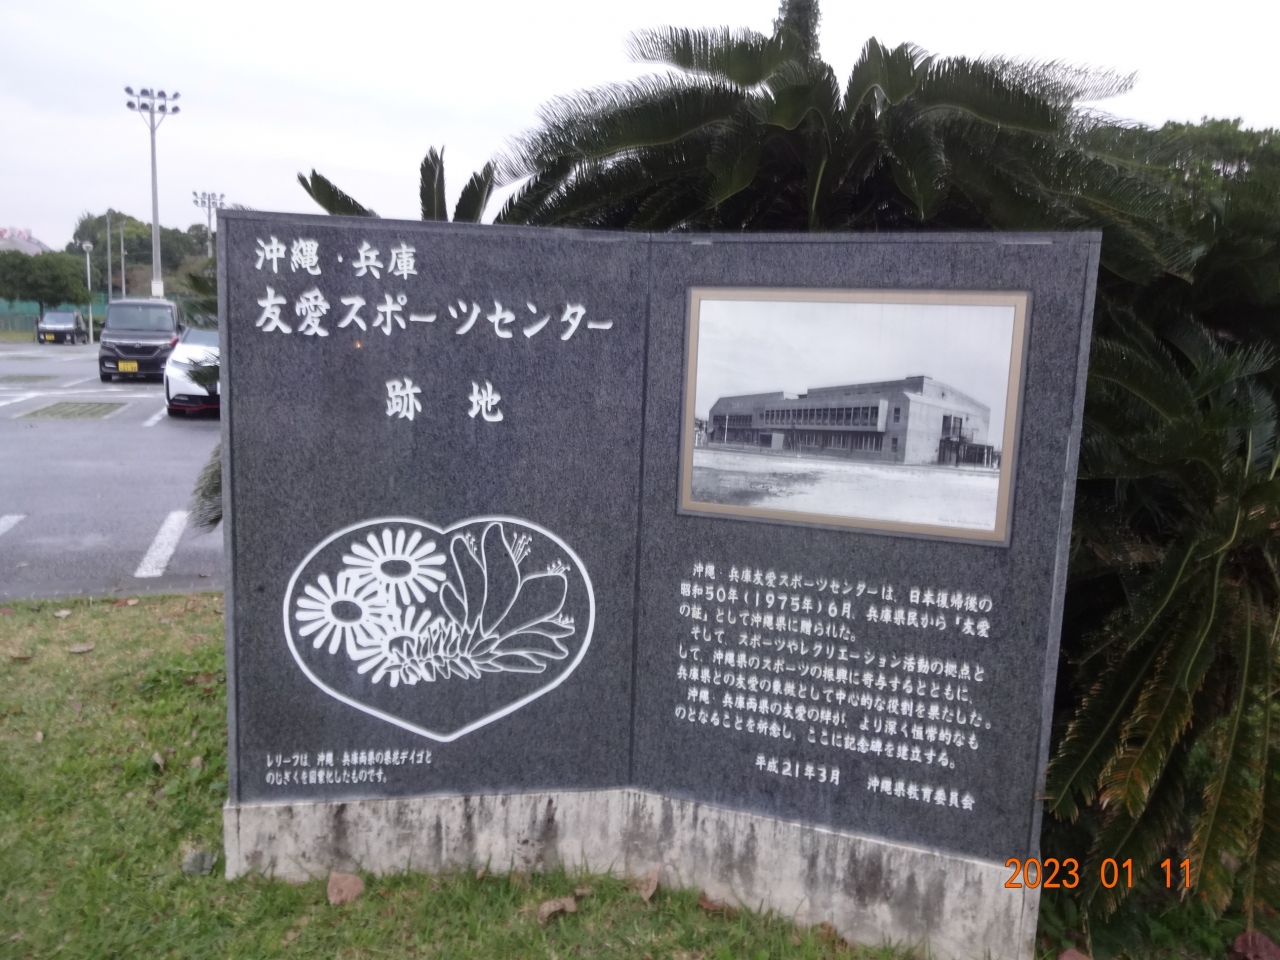 沖縄・兵庫
友愛スポーツセンター
跡地
レリーフは、沖縄・兵庫両県の県花デイゴと
のじぎくを図案化したものです。
沖縄・兵庫友愛スポーツセンターは、日本復帰後の
昭和50年(1975年)6月、兵庫県民から「友愛
の証」として沖縄県に贈られた。
そして、スポーツやレクリエーション活動の拠点と
して、沖縄県のスポーツの振興に寄与するとともに、
兵庫県との友愛の象徴として中心的な役割を果たした。
沖縄・兵庫両県の友愛の絆が、より深く恒常的なも
のとなることを祈念し、ここに記念碑を建立する。
平成21年3月 沖縄県教育委員会
2023 01 11